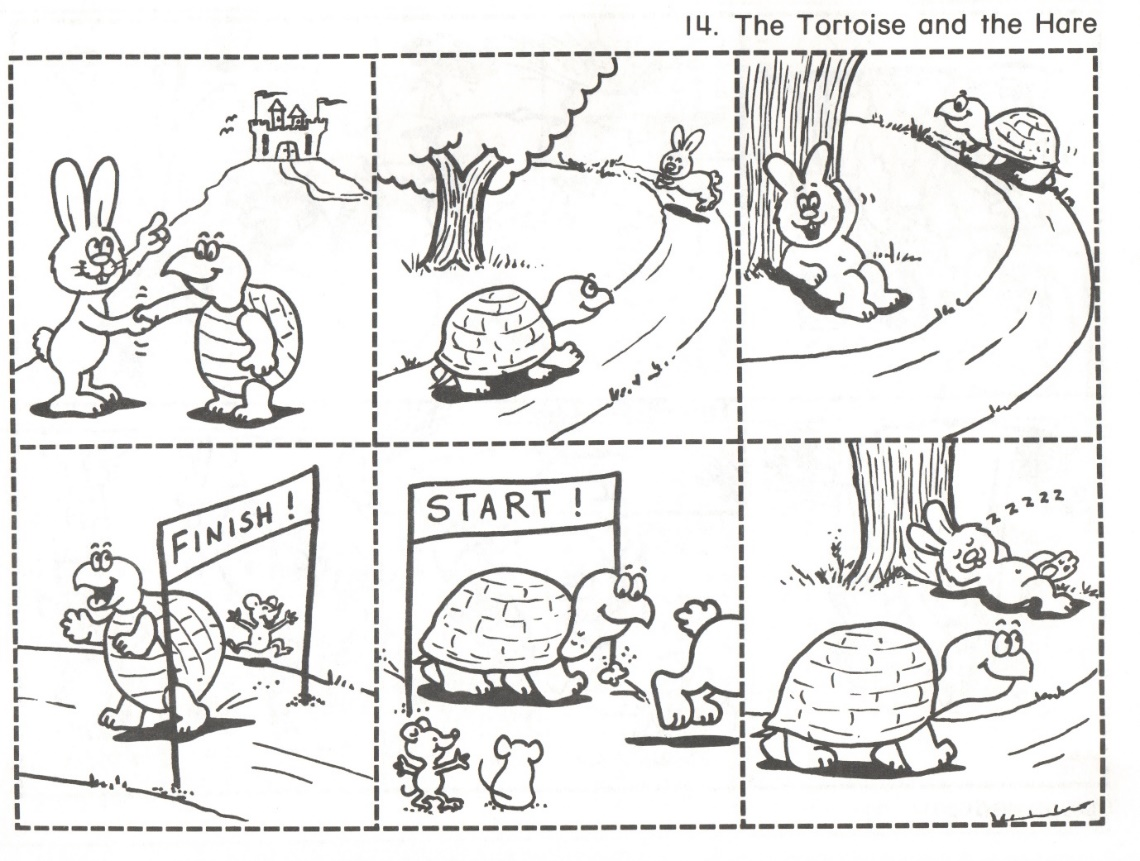 14. The Tortoise and the Hare
FINISH!
START!
zzzzz